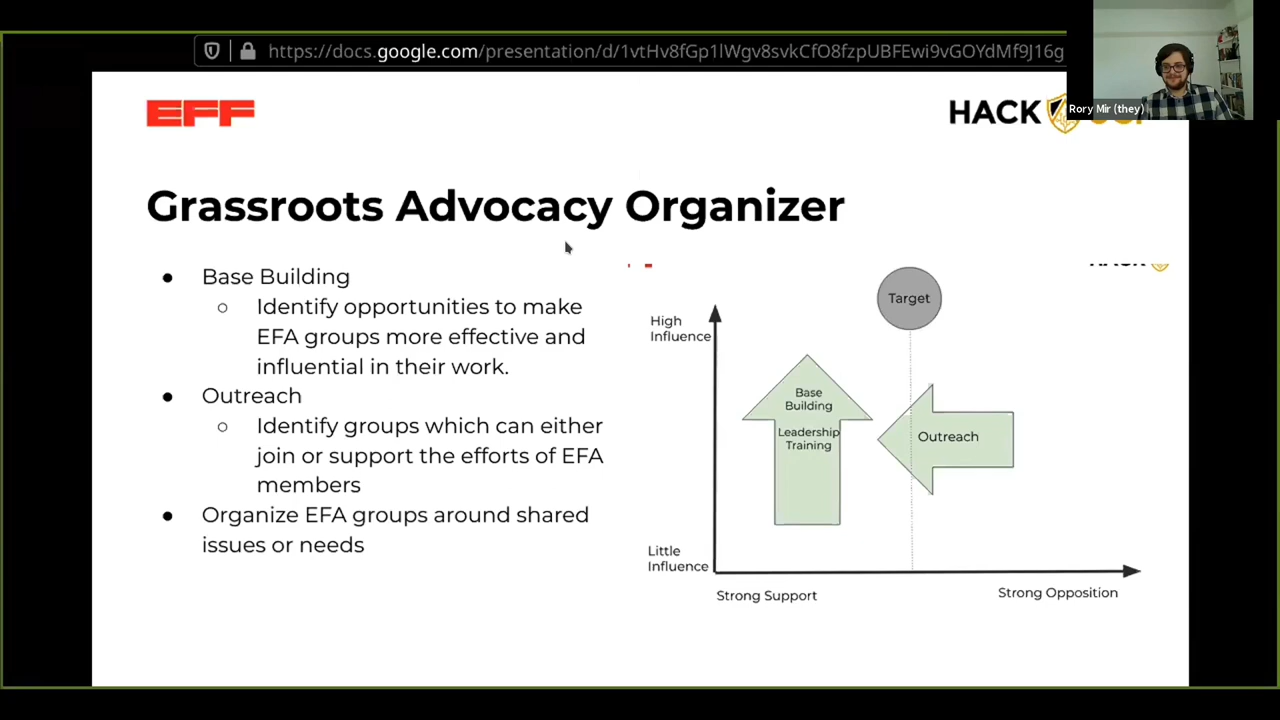 https://docs.google.com/presentation/d/1vtHv8fGp1lWgv8svkCfO8fzpUBFEwi9vGOYdMf9J16g
Rory Mir (they)
EFF
HACK
Grassroots Advocacy Organizer
● Base Building
○ Identify opportunities to make
EFA groups more effective and
influential in their work.
● Outreach
○ Identify groups which can either
join or support the efforts of EFA
members
● Organize EFA groups around shared
issues or needs
Target
High
Influence
Base
Building
Leadership
Training
Outreach
Little
Influence
Strong Support
Strong Opposition